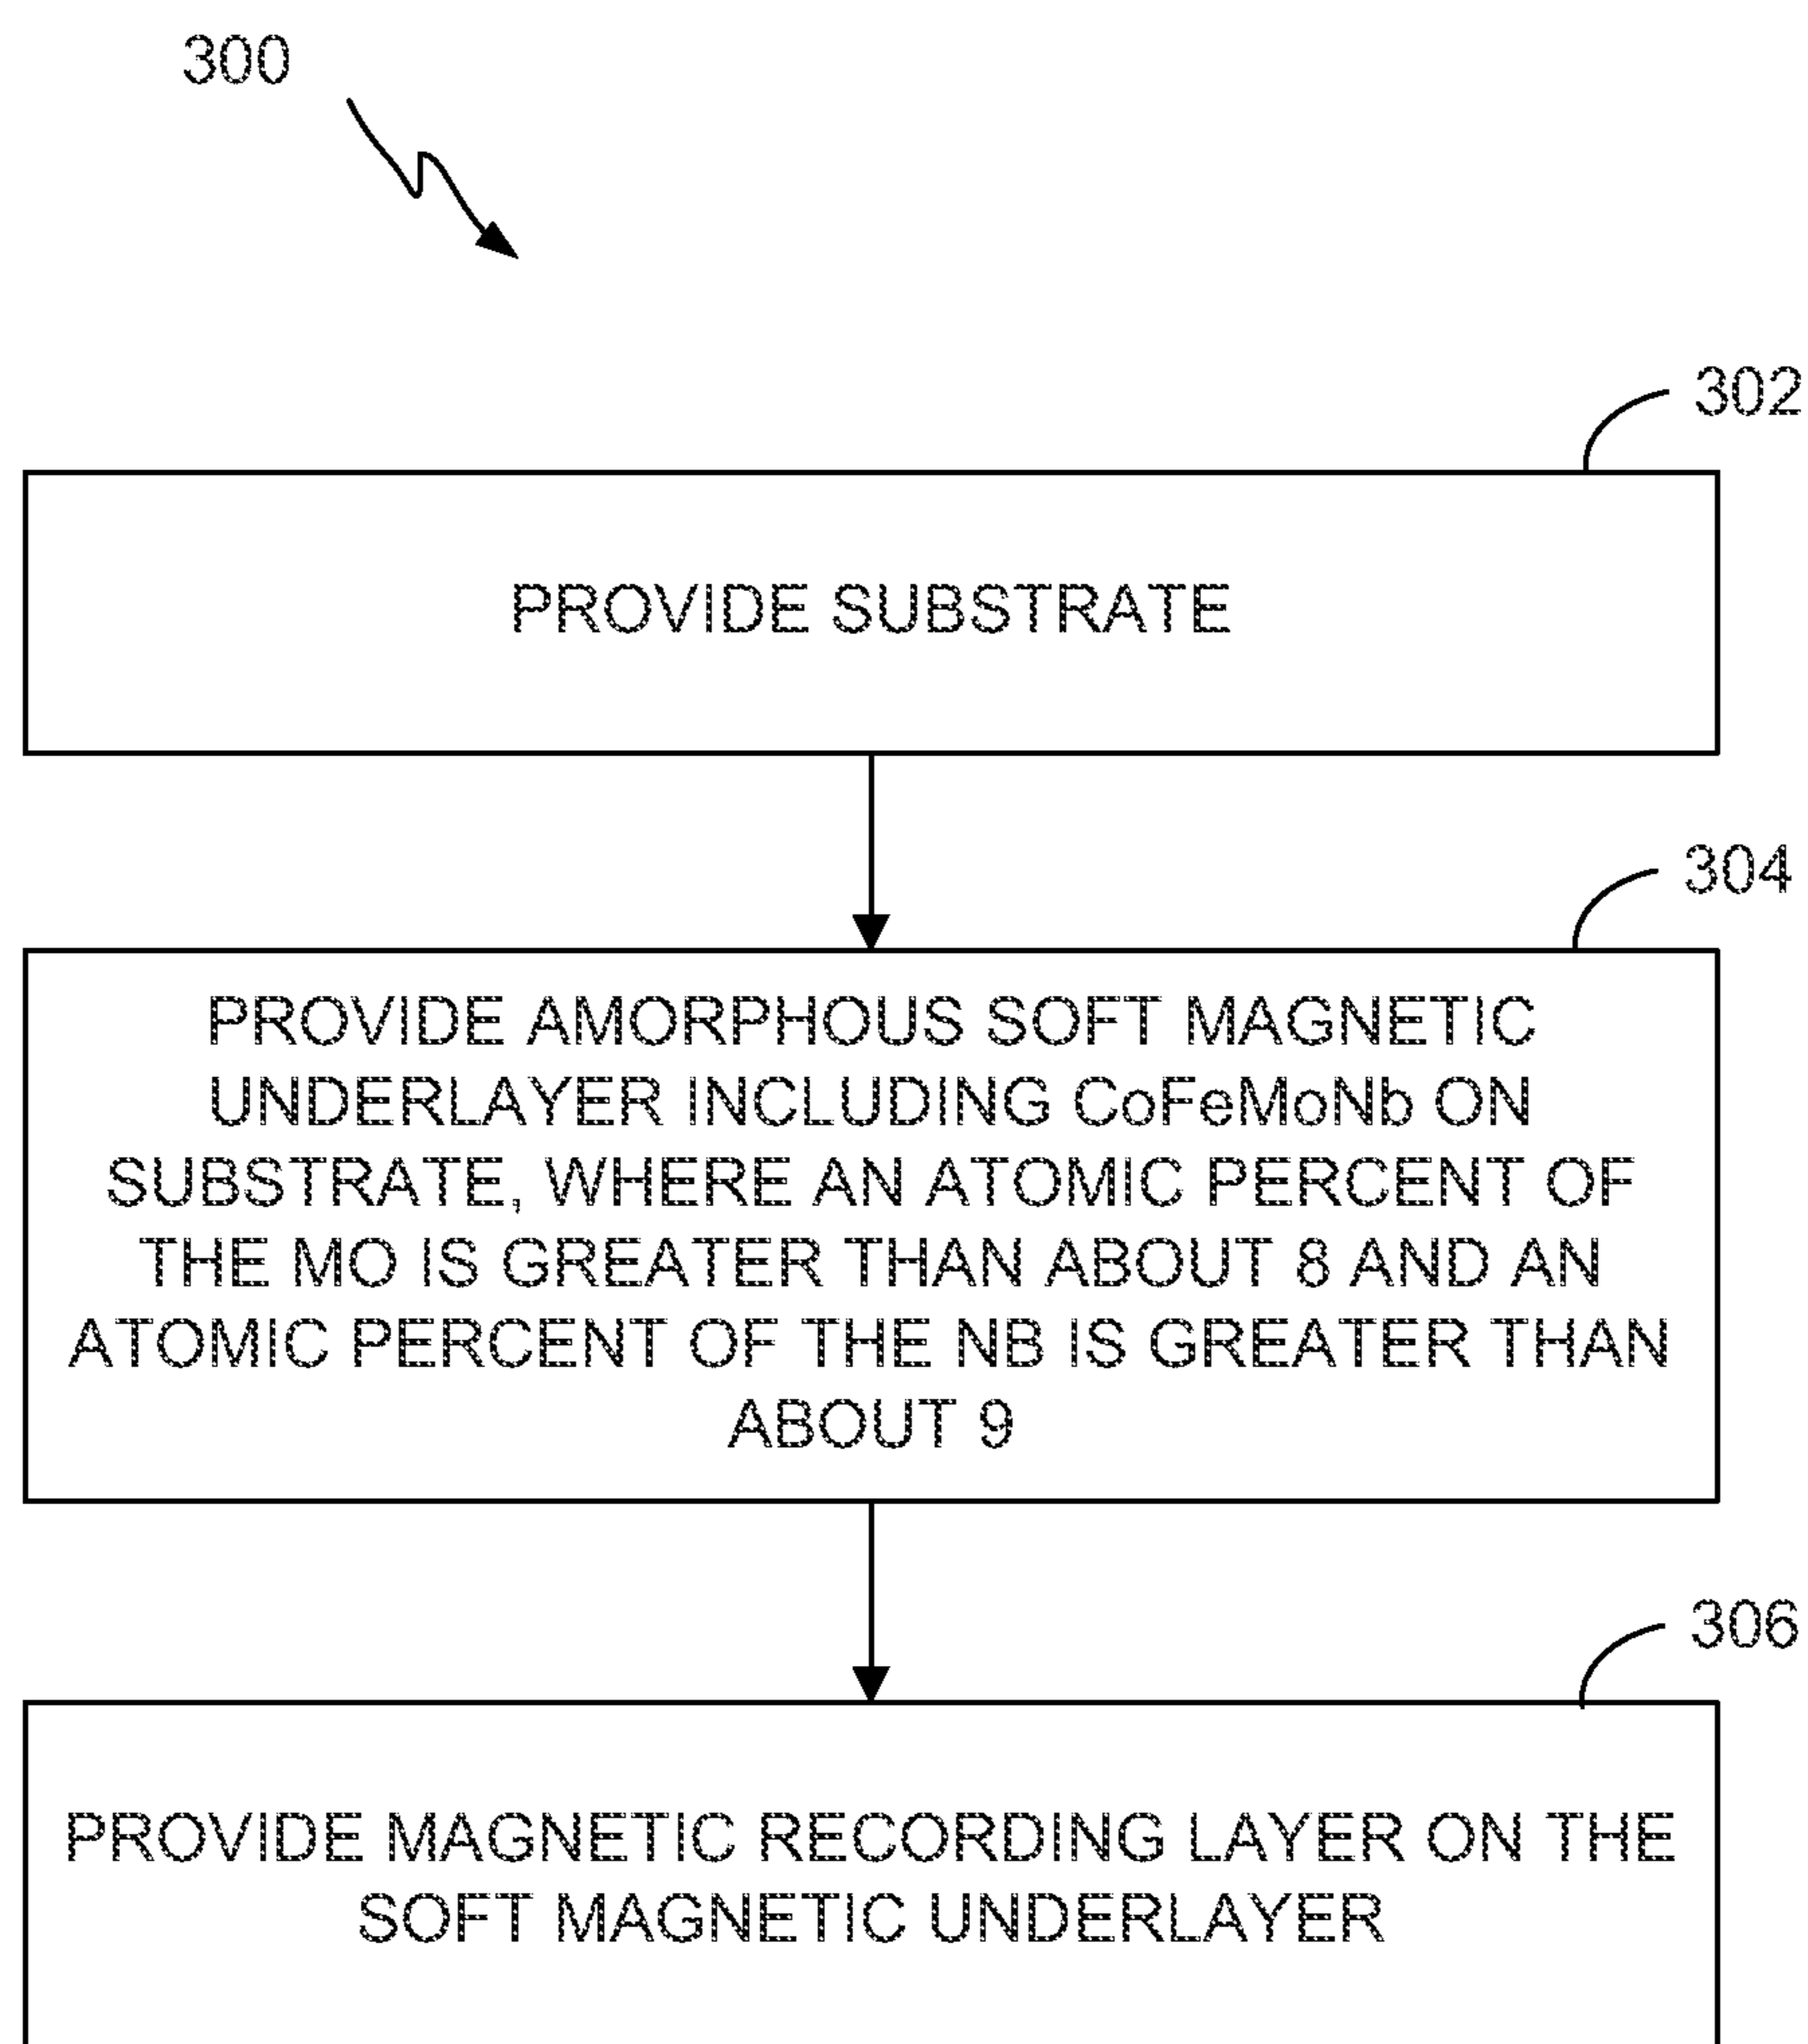 300
302
PROVIDE SUBSTRATE
304
PROVIDE AMORPHOUS SOFT MAGNETIC
UNDERLAYER INCLUDING CoFeMoNb ON
SUBSTRATE, WHERE AN ATOMIC PERCENT OF
THE MO IS GREATER THAN ABOUT 8 AND AN
ATOMIC PERCENT OF THE NB IS GREATER THAN
ABOUT 9
306
PROVIDE MAGNETIC RECORDING LAYER ON THE
SOFT MAGNETIC UNDERLAYER